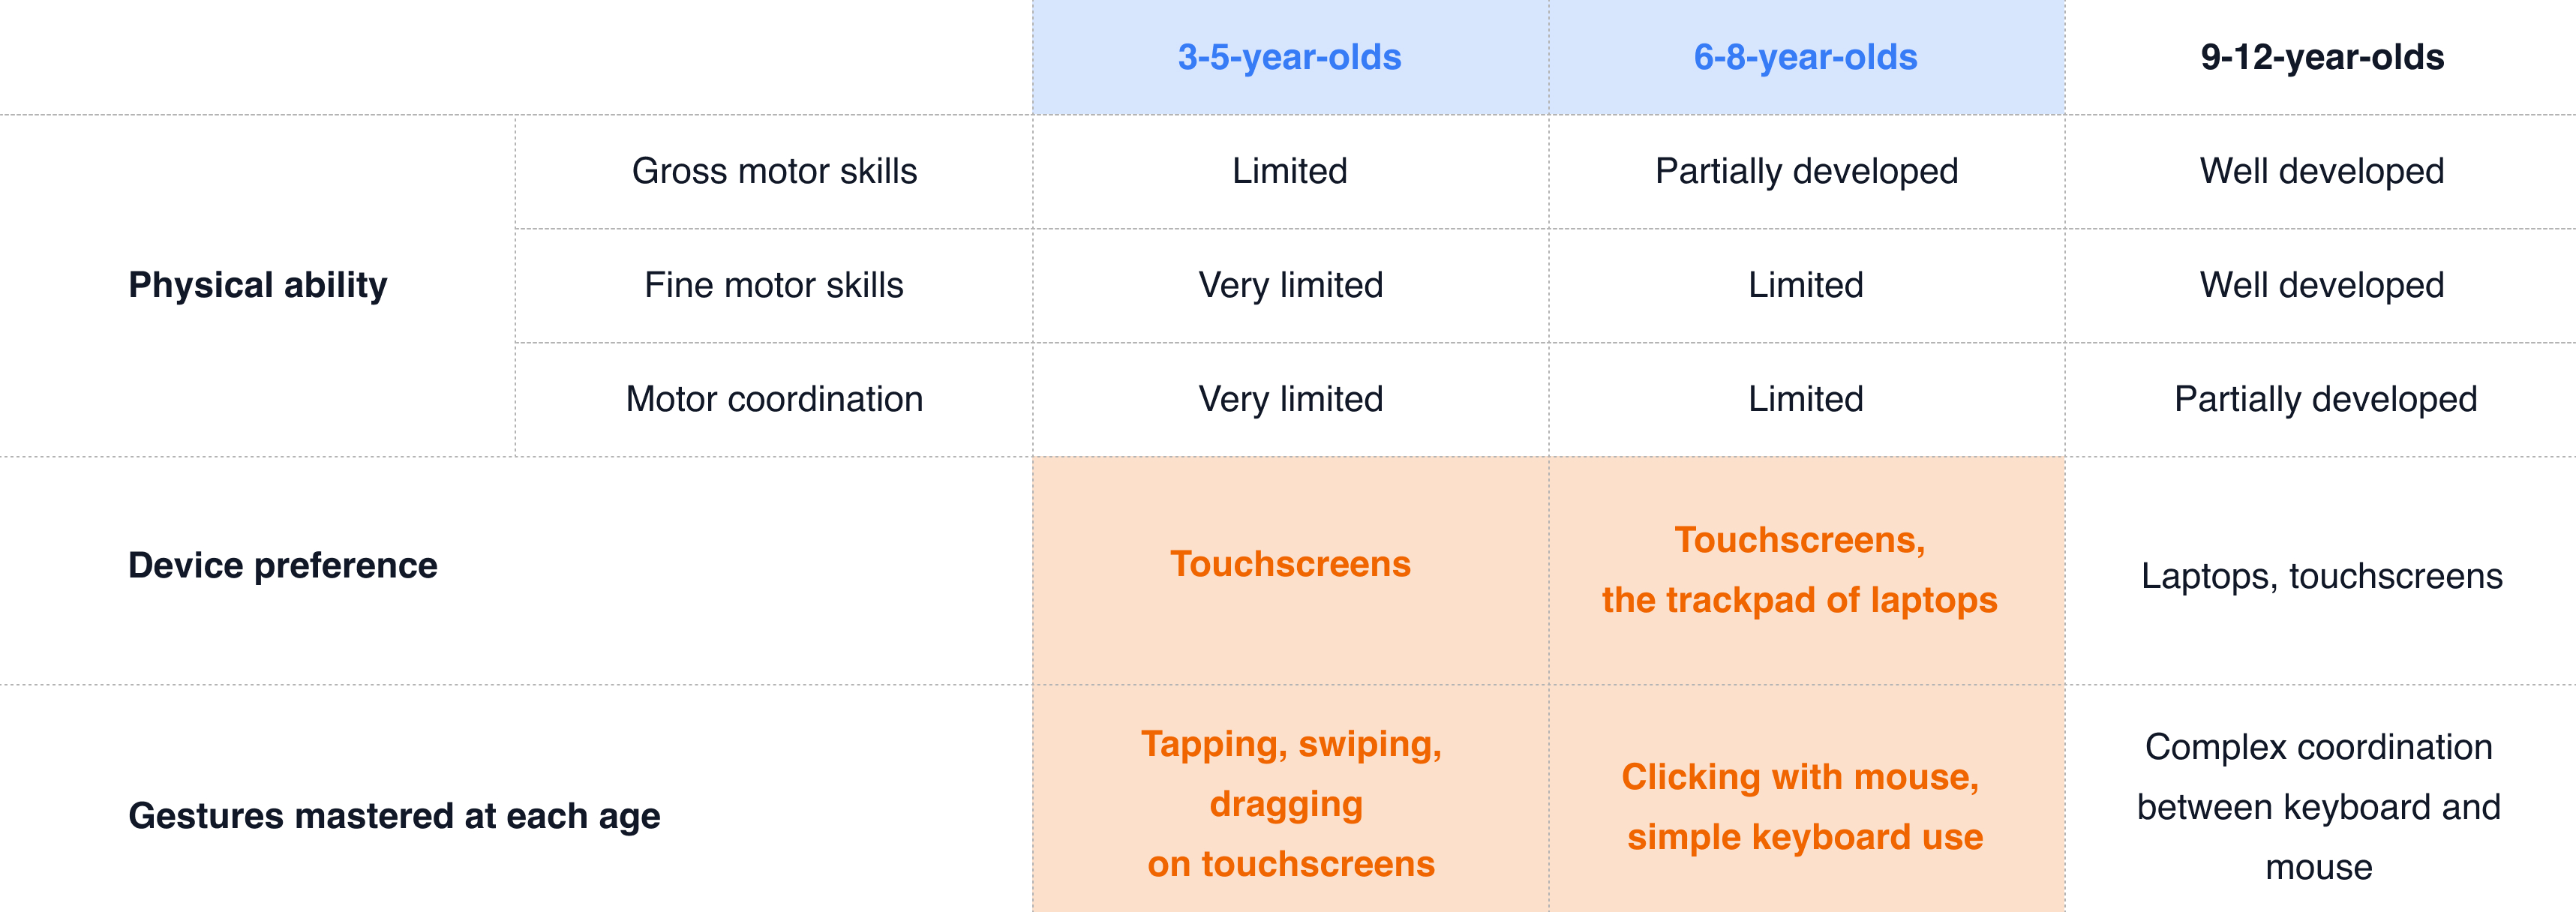 3-5-year-olds
6-8-year-olds
9-12-year-olds
Physical ability
Gross motor skills
Limited
Partially developed
Well developed
Fine motor skills
Very limited
Limited
Well developed
Motor coordination
Very limited
Limited
Partially developed
Device preference
Touchscreens
Touchscreens,
the trackpad of laptops
Laptops, touchscreens
Gestures mastered at each age
Tapping, swiping,
dragging
on touchscreens
Clicking with mouse,
simple keyboard use
Complex coordination
between keyboard and
mouse